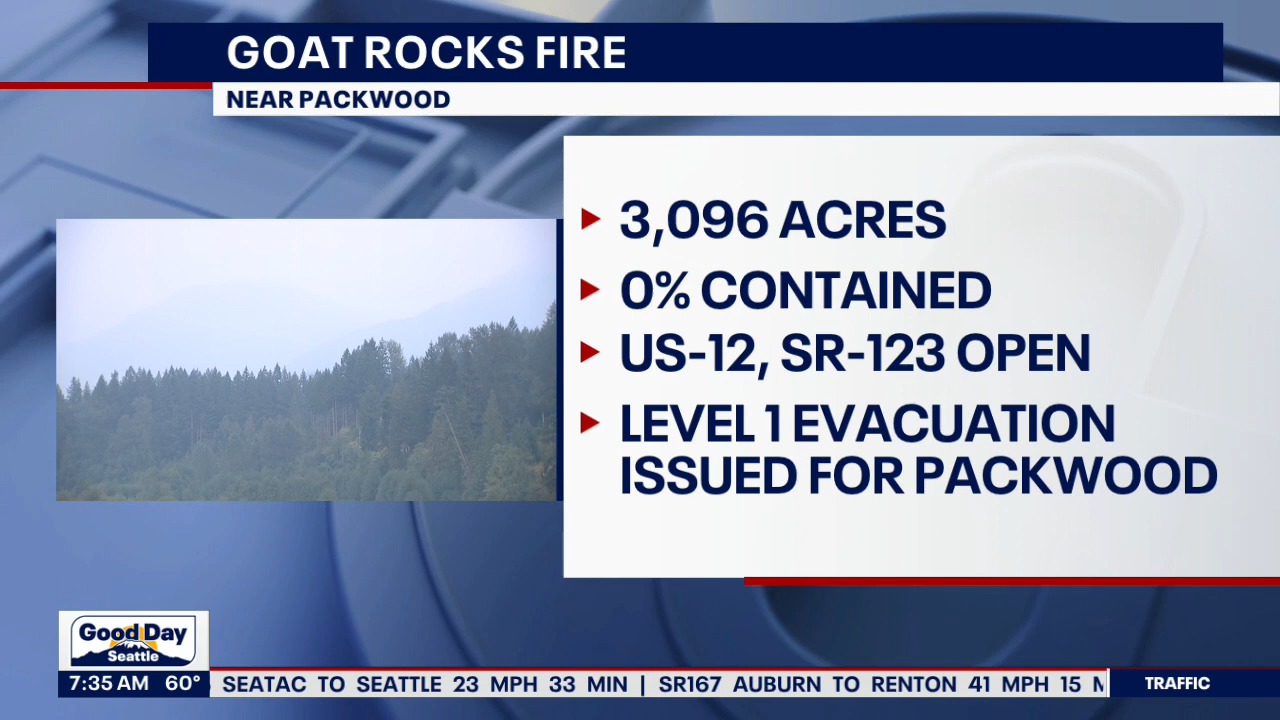 GOAT ROCKS FIRE
NEAR PACKWOOD
3,096 ACRES
0% CONTAINED
US-12, SR-123 OPEN
LEVEL 1 EVACUATION
ISSUED FOR PACKWOOD
Good Day
Seattle
7:35 AM 60°
SEATAC TO SEATTLE 23 MPH 33 MIN | SR167 AUBURN TO RENTON 41 MPH 15 M
TRAFFIC